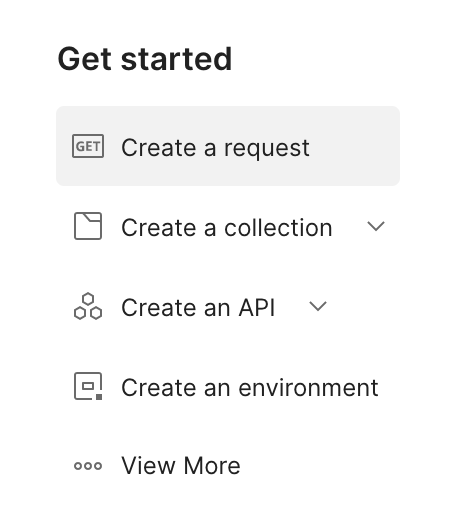 Get started
GET Create a request
Create a collection
Create an API
Create an environment
View More